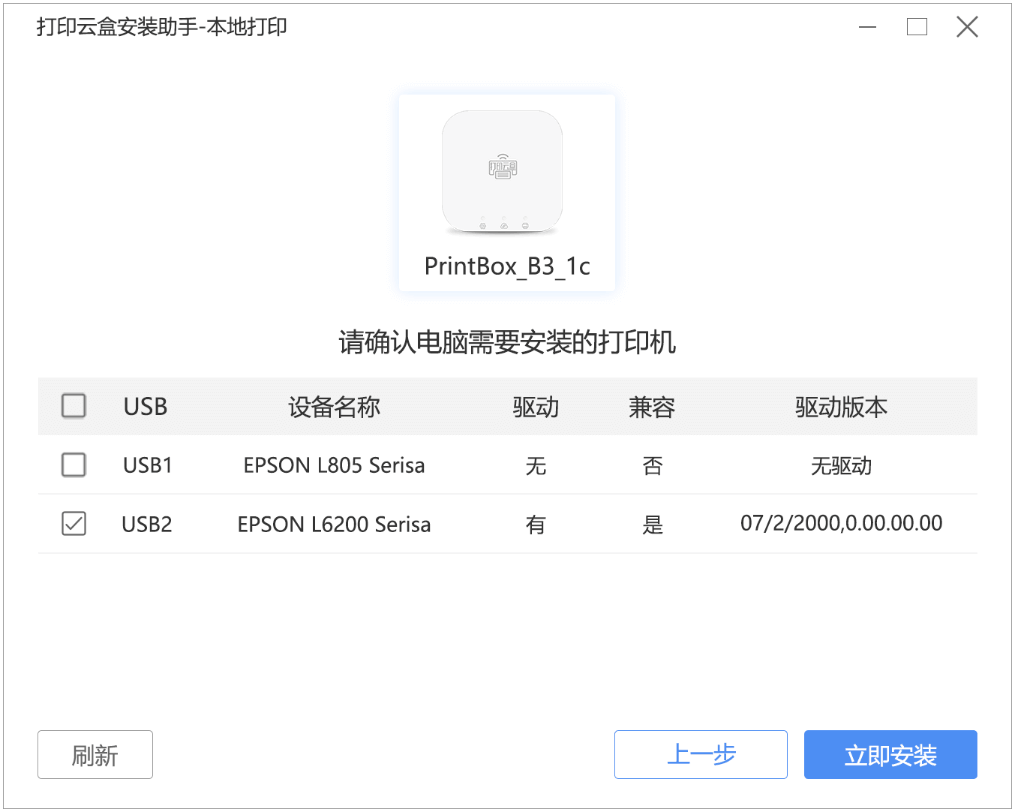 打印云盒安装助手-本地打印
PrintBox_B3_1c
请确认电脑需要安装的打印机
USB 设备名称 驱动 兼容 驱动版本
USB1 EPSON L805 Serisa 无 否 无驱动
USB2 EPSON L6200 Serisa 有 是 07/2/2000,0.00.00.00
刷新 上一步 立即安装